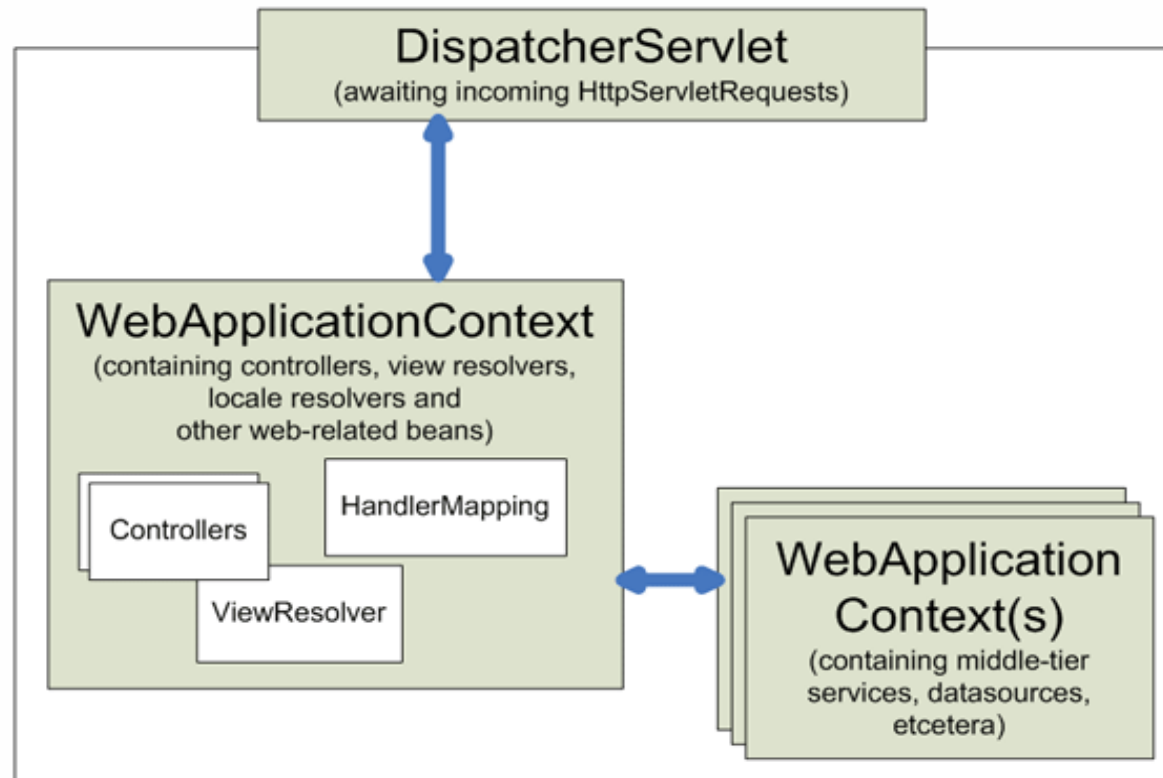 DispatcherServlet
(awaiting incoming HttpServletRequests)
WebApplicationContext
(containing controllers, view resolvers,
locale resolvers and
other web-related beans)
HandlerMapping
Controllers
ViewResolver
WebApplication
Context(s)
(containing middle-tier
services, datasources,
etcetera)